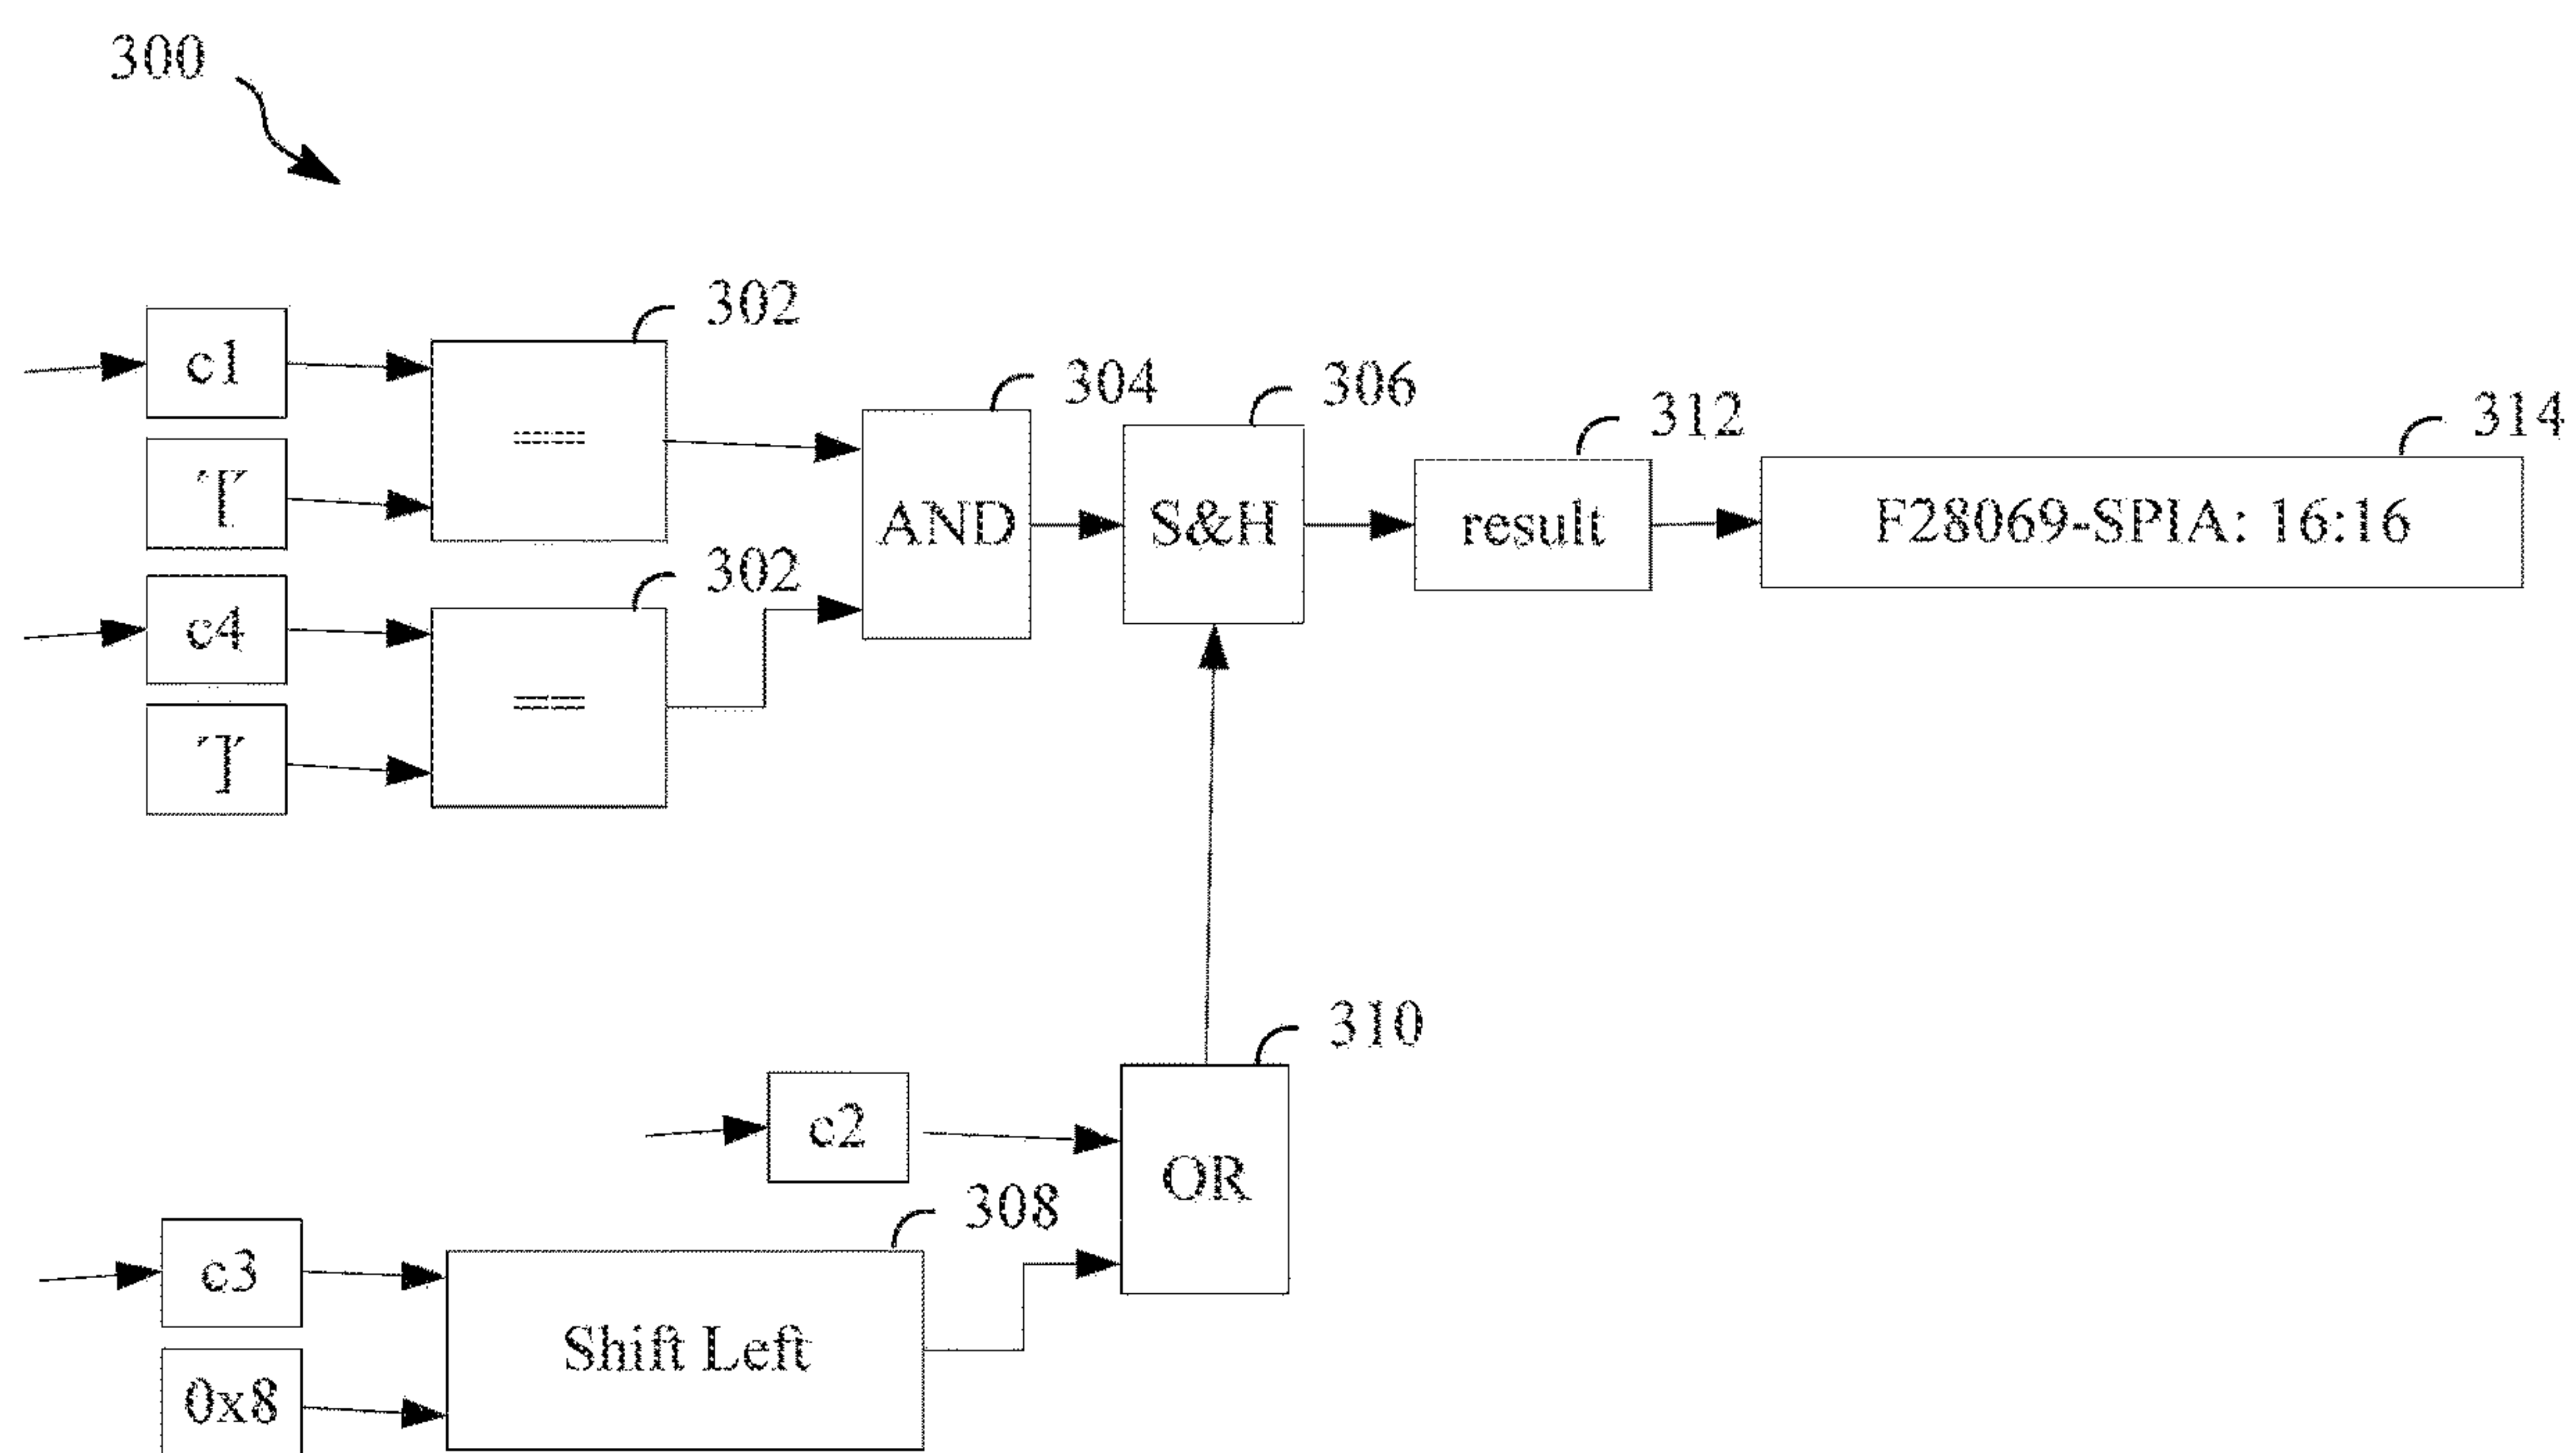 300
302
c1
==
'['
304
AND
306
S&H
312
result
314
F28069-SPIA: 16:16
302
c4
==
']'
310
c2
OR
308
c3
Shift Left
0x8